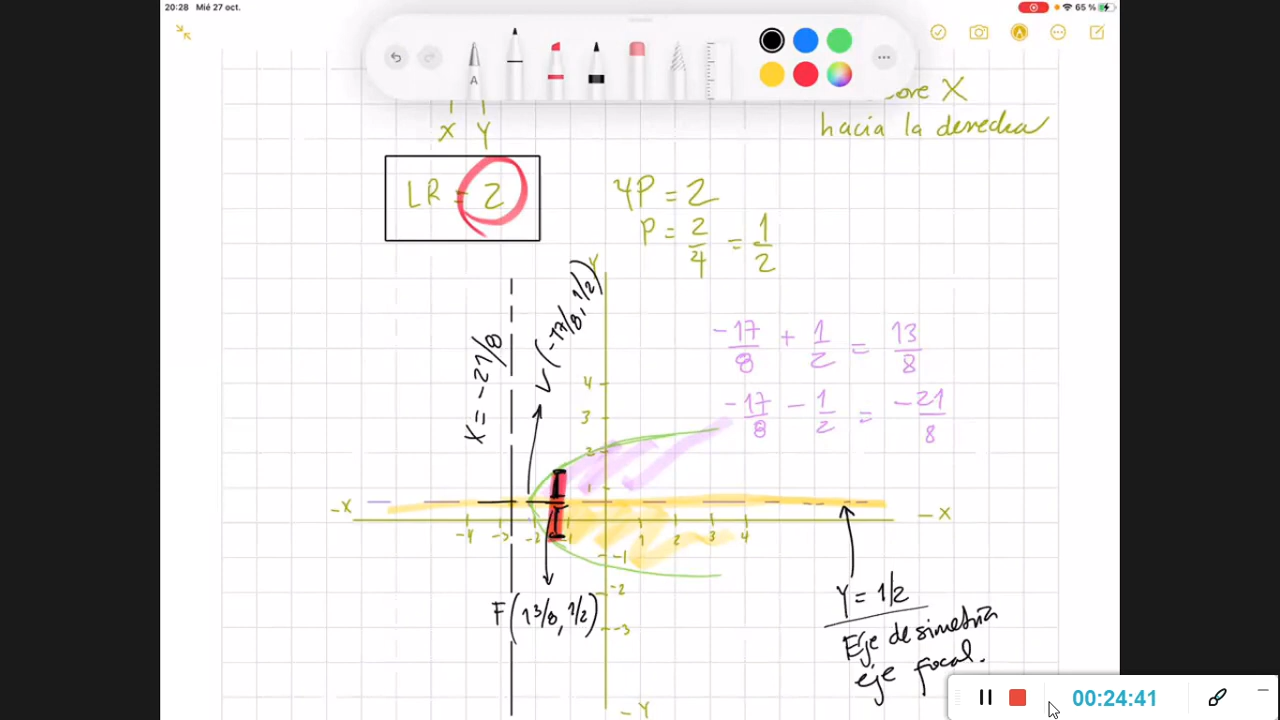 20:28 Mié 27 oct.
65 %
A
X
hacia la derecha
X Y
LR = 2
4P = 2
P = 2/4 = 1/2
Y
V(-17/8, 1/2)
X = -21/8
-17/8 + 1/2 = 13/8
-17/8 - 1/2 = -21/8
4
3
2
1
-X
-X
-4 -3 -2 -1 1 2 3 4
-1
-2
-3
F(13/8, 1/2)
Y = 1/2
Eje de simetria
eje focal.
-Y
00:24:41